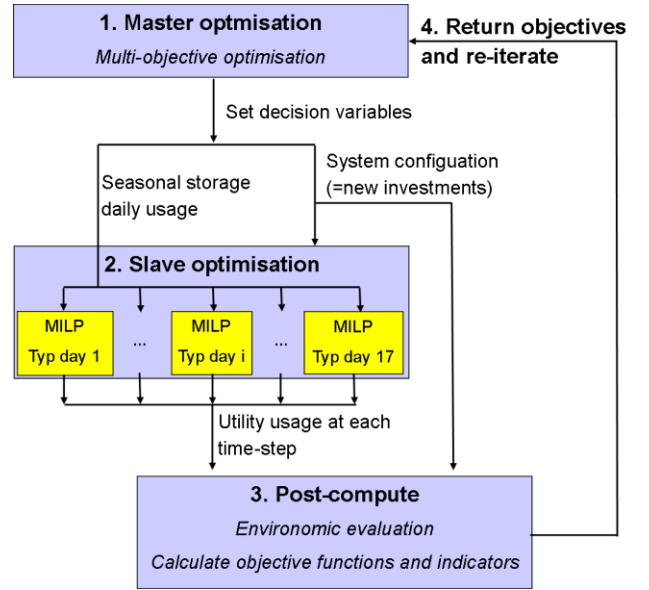 1. Master optmisation
Multi-objective optimisation
4. Return objectives
and re-iterate
Set decision variables
System configuation
(=new investments)
Seasonal storage
daily usage
2. Slave optimisation
MILP
Typ day 1
...
MILP
Typ day i
...
MILP
Typ day 17
Utility usage at each
time-step
3. Post-compute
Environomic evaluation
Calculate objective functions and indicators